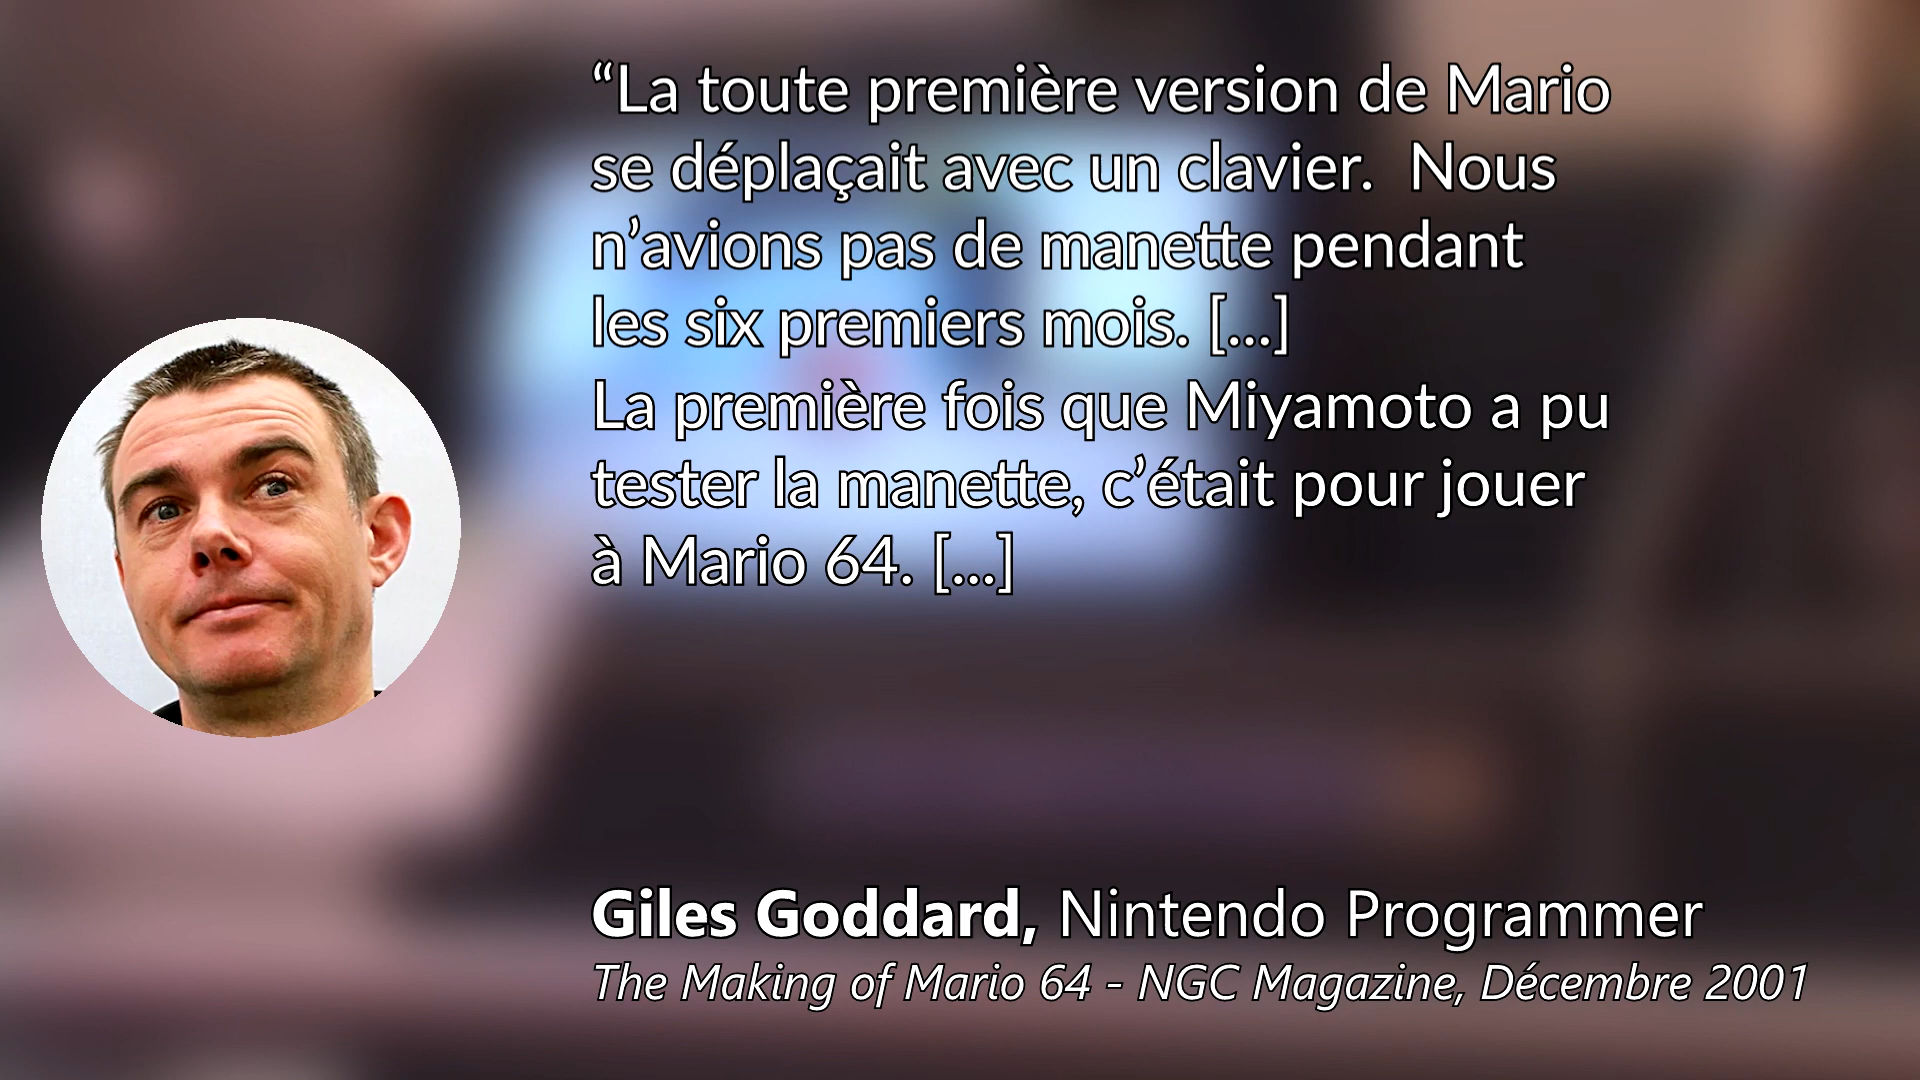 “La toute première version de Mario
se déplaçait avec un clavier.  Nous
n’avions pas de manette pendant
les six premiers mois. [...]
La première fois que Miyamoto a pu
tester la manette, c’était pour jouer
à Mario 64. [...]
Giles Goddard, Nintendo Programmer
The Making of Mario 64 - NGC Magazine, Décembre 2001